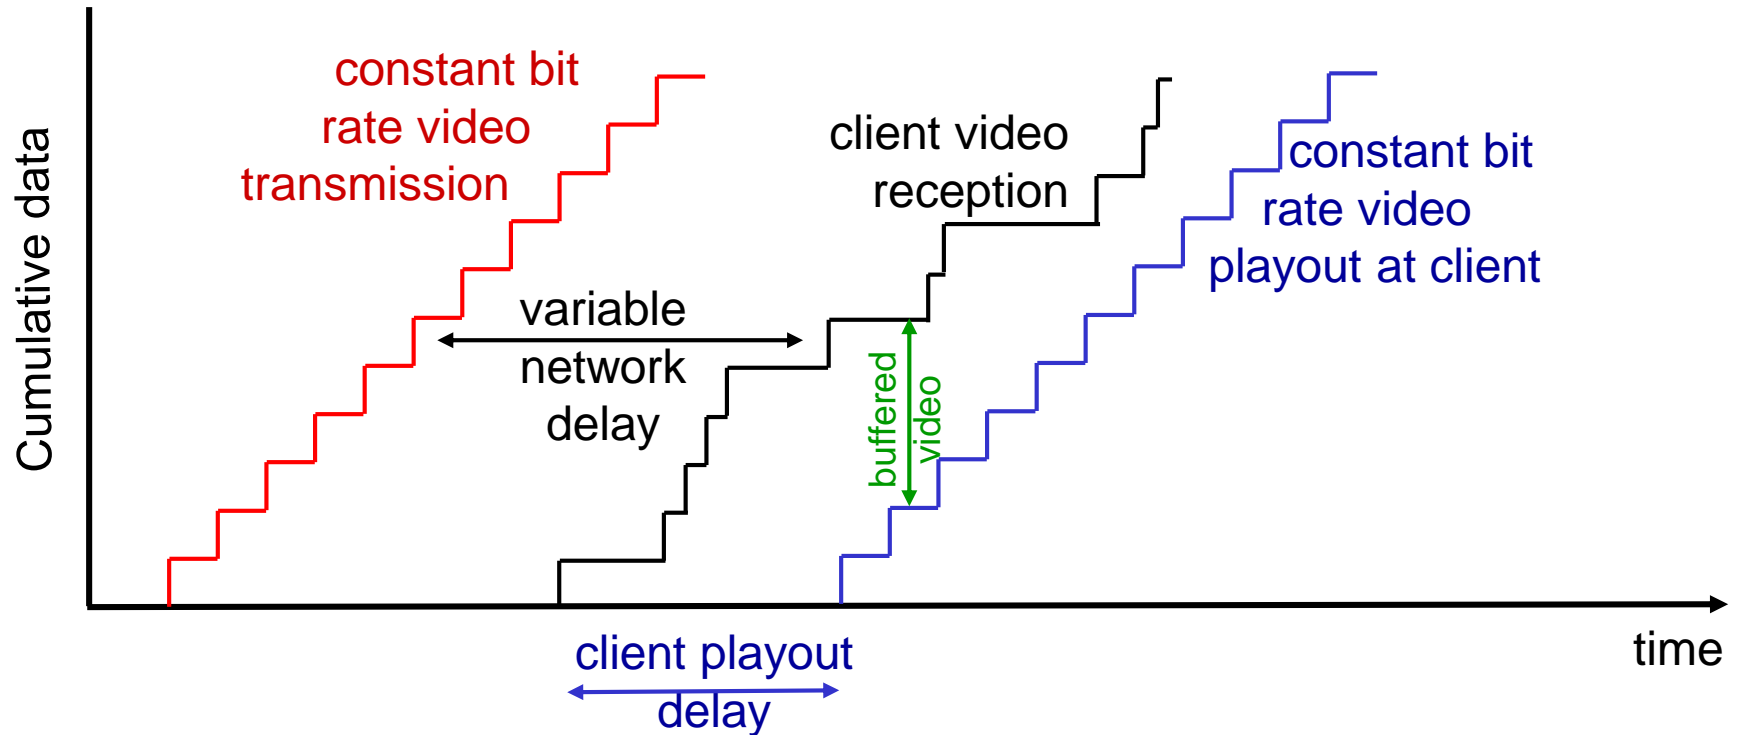 Cumulative data
constant bit
rate video
transmission
variable
network
delay
client video
reception
buffered
video
constant bit
rate video
playout at client
client playout
delay
time